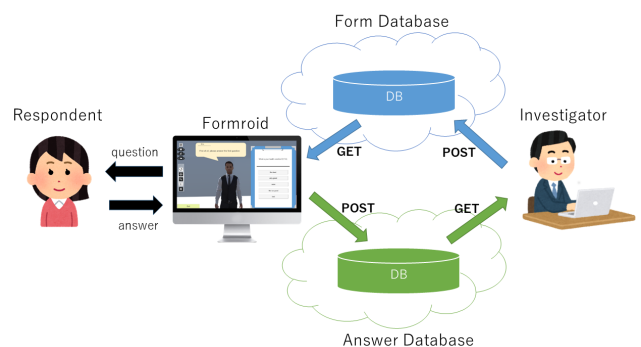 Form Database
DB
Respondent
Formroid
Investigator
question
answer
GET
POST
POST
GET
DB
Answer Database